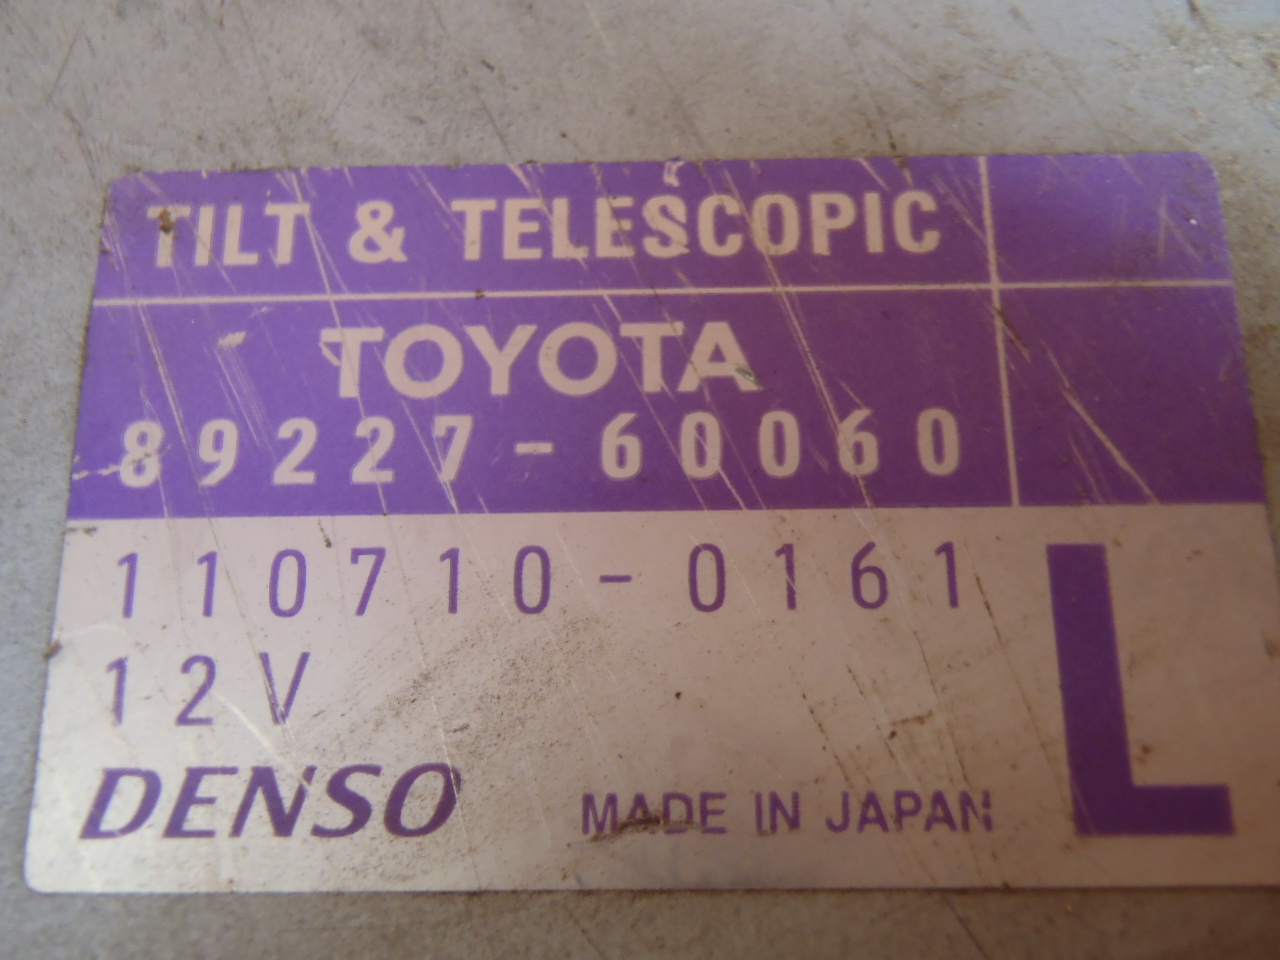 TILT & TELESCOPIC
TOYOTA
89227-60060
110710-0161
12V
L
DENSO
MADE IN JAPAN